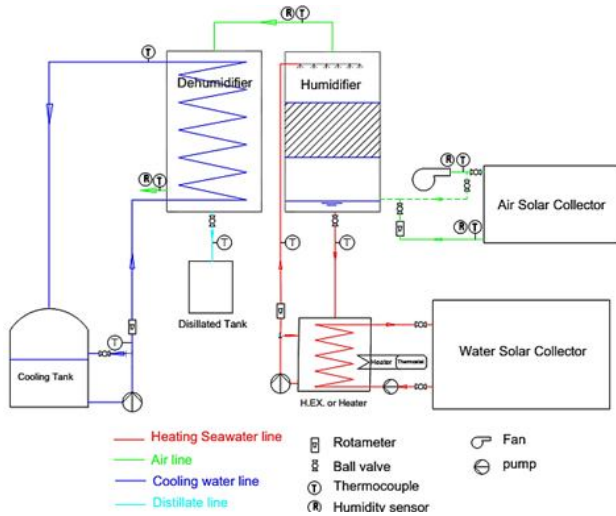 R T
T
Dehumidifier
Humidifier
R T
R T
Air Solar Collector
R T
T
T
T
Disillated Tank
T
Cooling Tank
Heater
Thermostat
Water Solar Collector
H.EX. or Heater
Heating Seawater line
Air line
Cooling water line
Distillate line
Rotameter
Ball valve
T Thermocouple
R Humidity sensor
Fan
pump